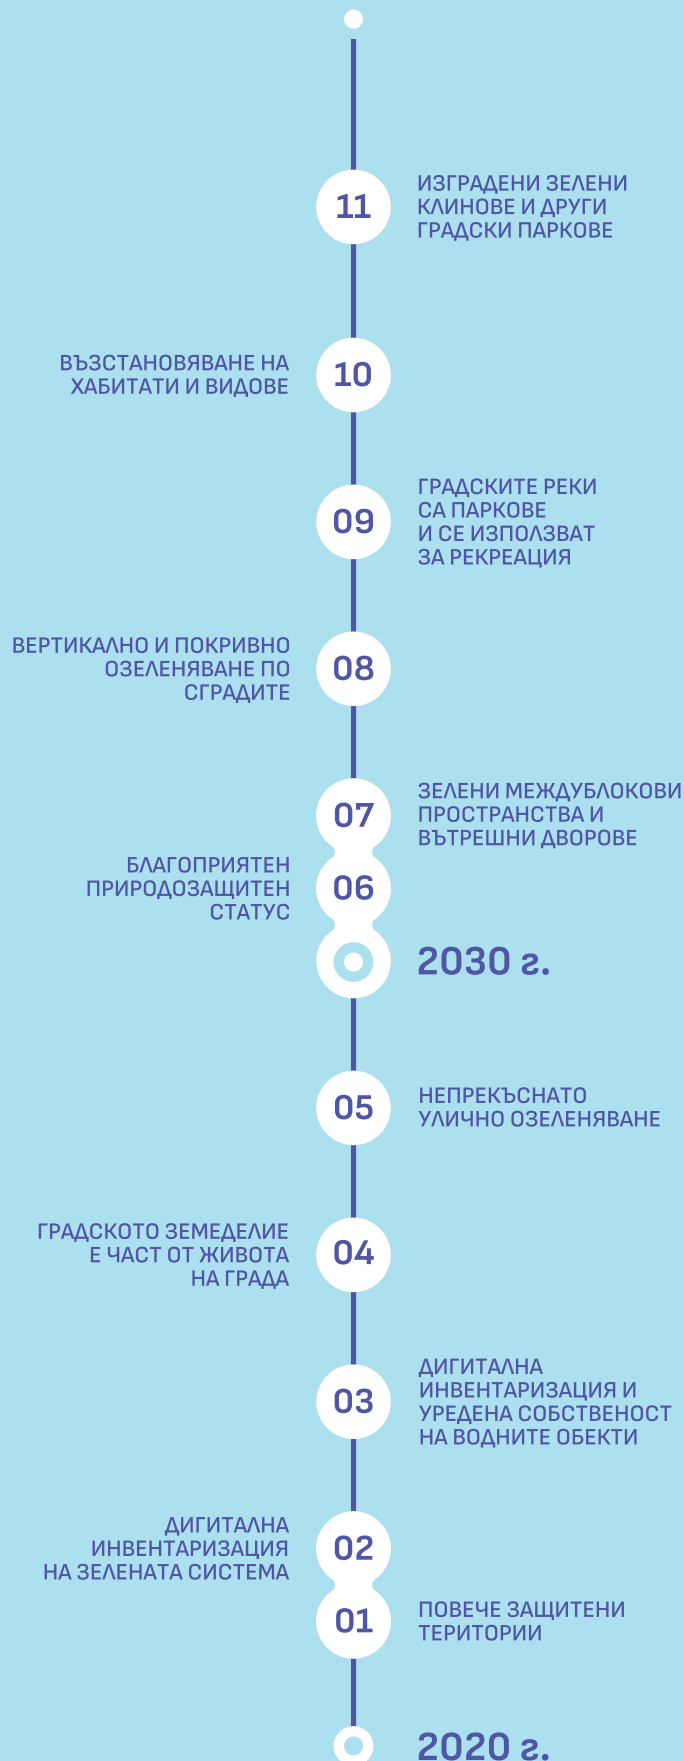 11
ИЗГРАДЕНИ ЗЕЛЕНИ
КЛИНОВЕ И ДРУГИ
ГРАДСКИ ПАРКОВЕ
ВЪЗСТАНОВЯВАНЕ НА
ХАБИТАТИ И ВИДОВЕ
10
ГРАДСКИТЕ РЕКИ
СА ПАРКОВЕ
И СЕ ИЗПОЛЗВАТ
ЗА РЕКРЕАЦИЯ
09
ВЕРТИКАЛНО И ПОКРИВНО
ОЗЕЛЕНЯВАНЕ ПО
СГРАДИТЕ
08
07
ЗЕЛЕНИ МЕЖДУБЛОКОВИ
ПРОСТРАНСТВА И
ВЪТРЕШНИ ДВОРОВЕ
БЛАГОПРИЯТЕН
ПРИРОДОЗАЩИТЕН
СТАТУС
06
2030 г.
05
НЕПРЕКЪСНАТО
УЛИЧНО ОЗЕЛЕНЯВАНЕ
ГРАДСКОТО ЗЕМЕДЕЛИЕ
Е ЧАСТ ОТ ЖИВОТА
НА ГРАДА
04
03
ДИГИТАЛНА
ИНВЕНТАРИЗАЦИЯ И
УРЕДЕНА СОБСТВЕНОСТ
НА ВОДНИТЕ ОБЕКТИ
ДИГИТАЛНА
ИНВЕНТАРИЗАЦИЯ
НА ЗЕЛЕНАТА СИСТЕМА
02
01
ПОВЕЧЕ ЗАЩИТЕНИ
ТЕРИТОРИИ
2020 г.